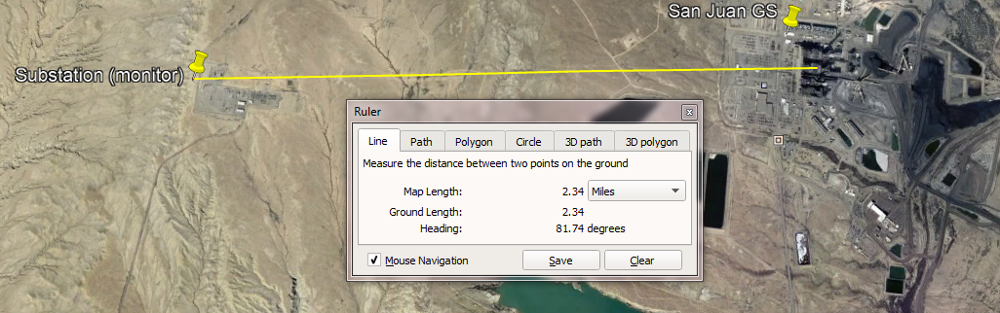 San Juan GS
Substation (monitor)
Ruler
x
Line Path Polygon Circle 3D path 3D polygon
Measure the distance between two points on the ground
Map Length: 2.34 Miles
Ground Length: 2.34
Heading: 81.74 degrees
Mouse Navigation Save Clear